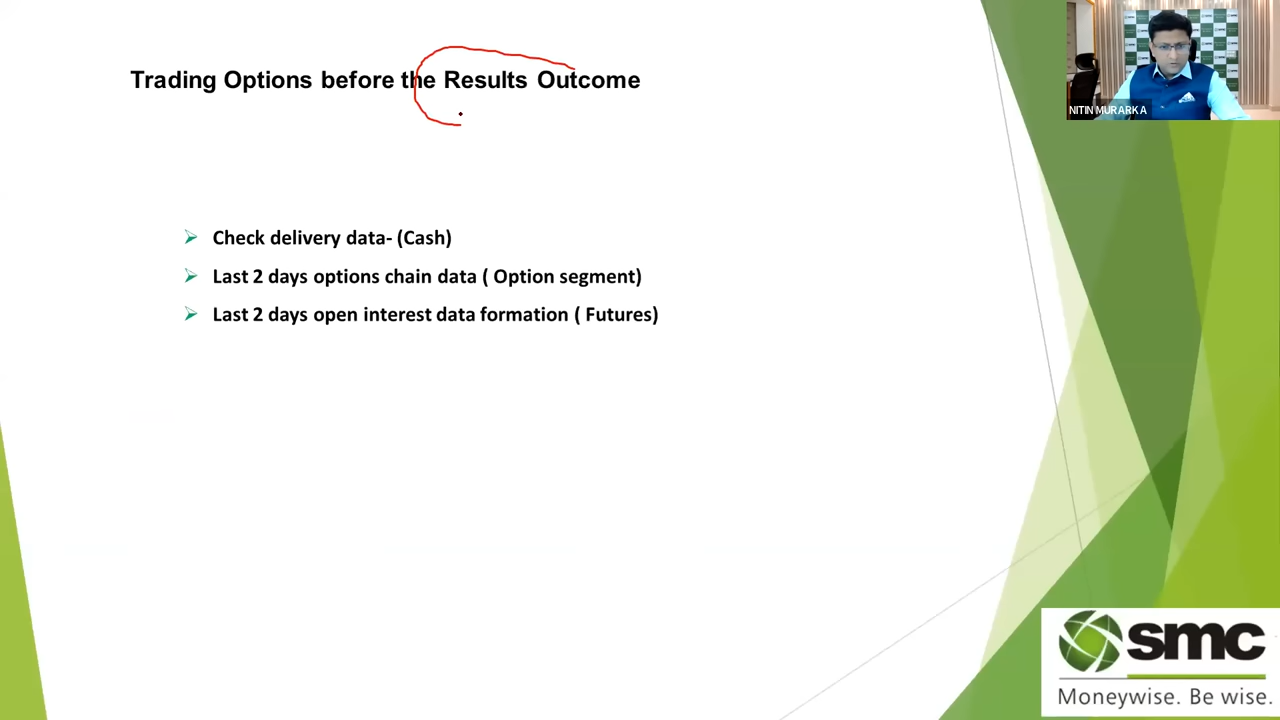 Trading Options before the Results Outcome
NITIN MURARKA
Check delivery data- (Cash)
Last 2 days options chain data ( Option segment)
Last 2 days open interest data formation ( Futures)
smc
Moneywise. Be wise.